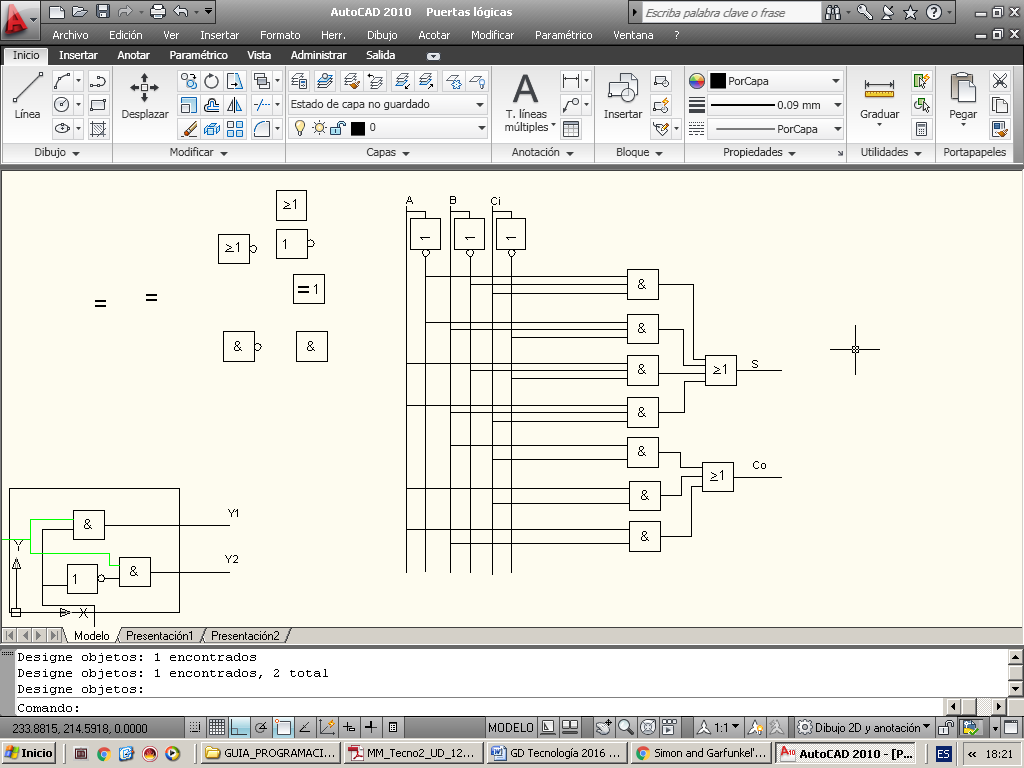 AutoCAD 2010 Puertas lógicas
Escriba palabra clave o frase
Archivo Edición Ver Insertar Formato Herr. Dibujo Acotar Modificar Paramétrico Ventana ?
Inicio Insertar Anotar Paramétrico Vista Administrar Salida
Línea
Desplazar
Estado de capa no guardado
0
A
T. líneas
múltiples
Insertar
PorCapa
0.09 mm
PorCapa
Graduar
Pegar
Dibujo Modificar Capas Anotación Bloque Propiedades Utilidades Portapapeles
≥1
≥1
1
= 1
= =
&
&
A B Ci
1 1 1
&
&
&
&
&
&
&
≥1
S
≥1
Co
&
Y1
1
&
Y2
Y
X
Modelo Presentación1 Presentación2
Designe objetos: 1 encontrados
Designe objetos: 1 encontrados, 2 total
Designe objetos:
Comando:
233.8815, 214.5918, 0.0000
MODELO
1:1
Dibujo 2D y anotación
Inicio
GUIA_PROGRAMACI...
MM_Tecno2_UD_12...
GD Tecnología 2016 ...
Simon and Garfunkel'...
AutoCAD 2010 - [P...
ES
«
18:21